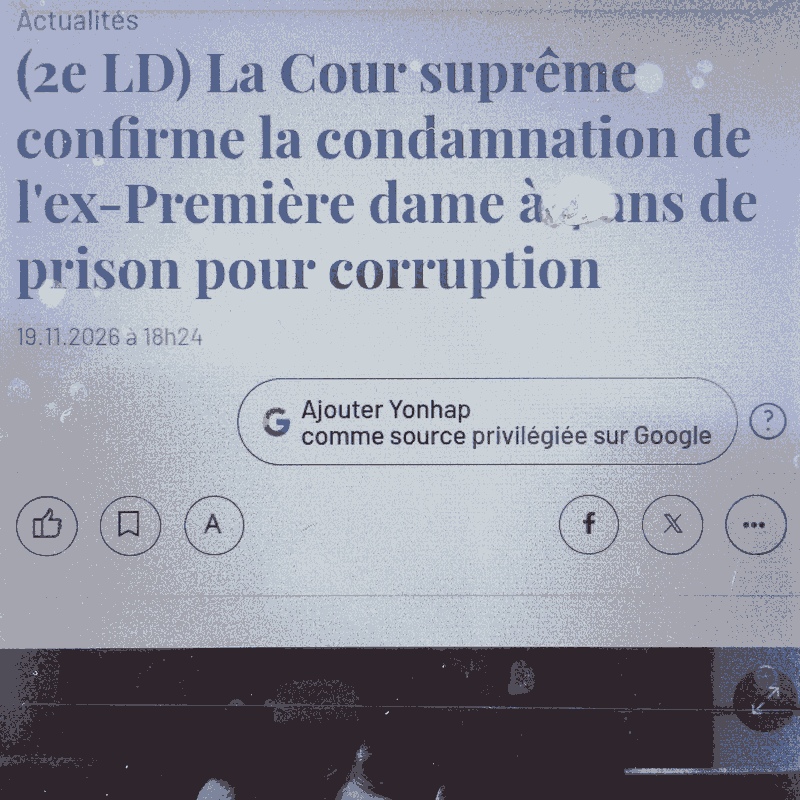 Actualités
(2e LD) La Cour suprême
confirme la condamnation de
l'ex-Première dame à ans de
prison pour corruption
19.11.2026 à 18h24
Ajouter Yonhap
comme source privilégiée sur Google
?
A